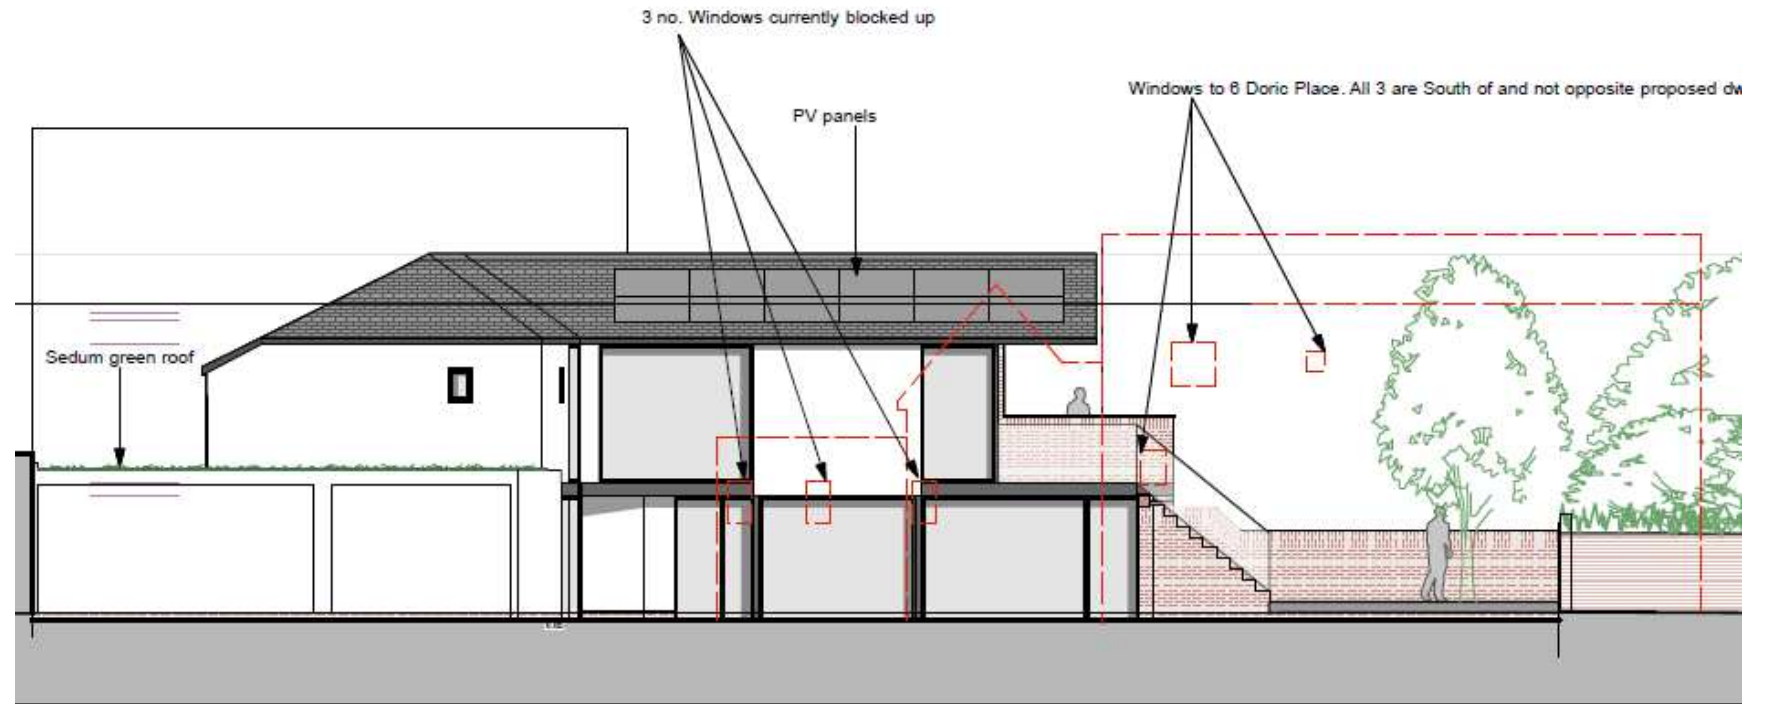 3 no. Windows currently blocked up
Windows to 6 Doric Place. All 3 are South of and not opposite proposed dw
PV panels
Sedum green roof